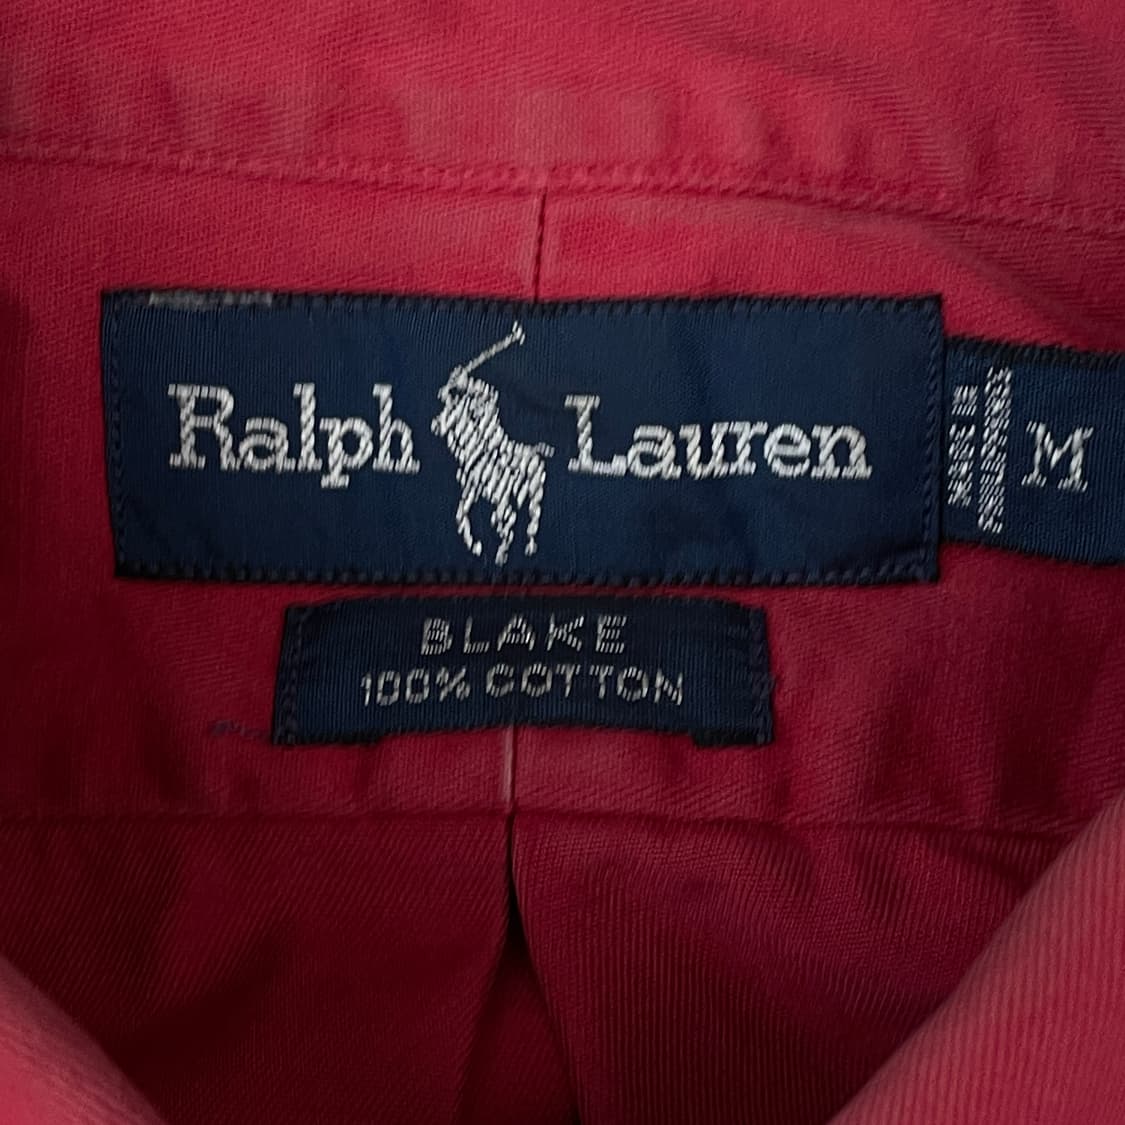 Ralph Lauren
M
BLAKE
100% COTTON